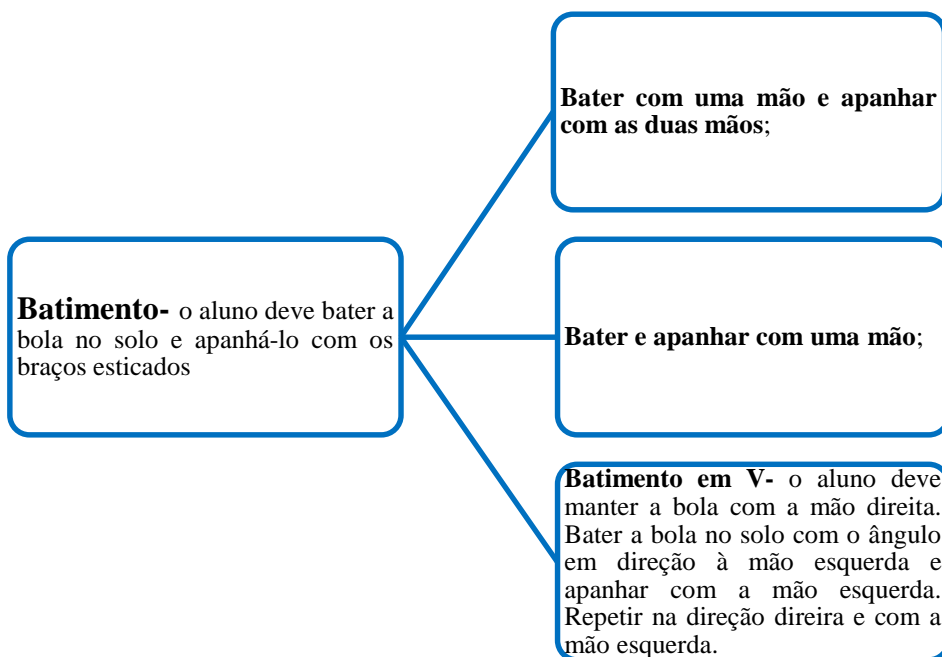 Batimento- o aluno deve bater a
bola no solo e apanhá-lo com os
braços esticados
Bater com uma mão e apanhar
com as duas mãos;
Bater e apanhar com uma mão;
Batimento em V- o aluno deve
manter a bola com a mão direita.
Bater a bola no solo com o ângulo
em direção à mão esquerda e
apanhar com a mão esquerda.
Repetir na direção direira e com a
mão esquerda.